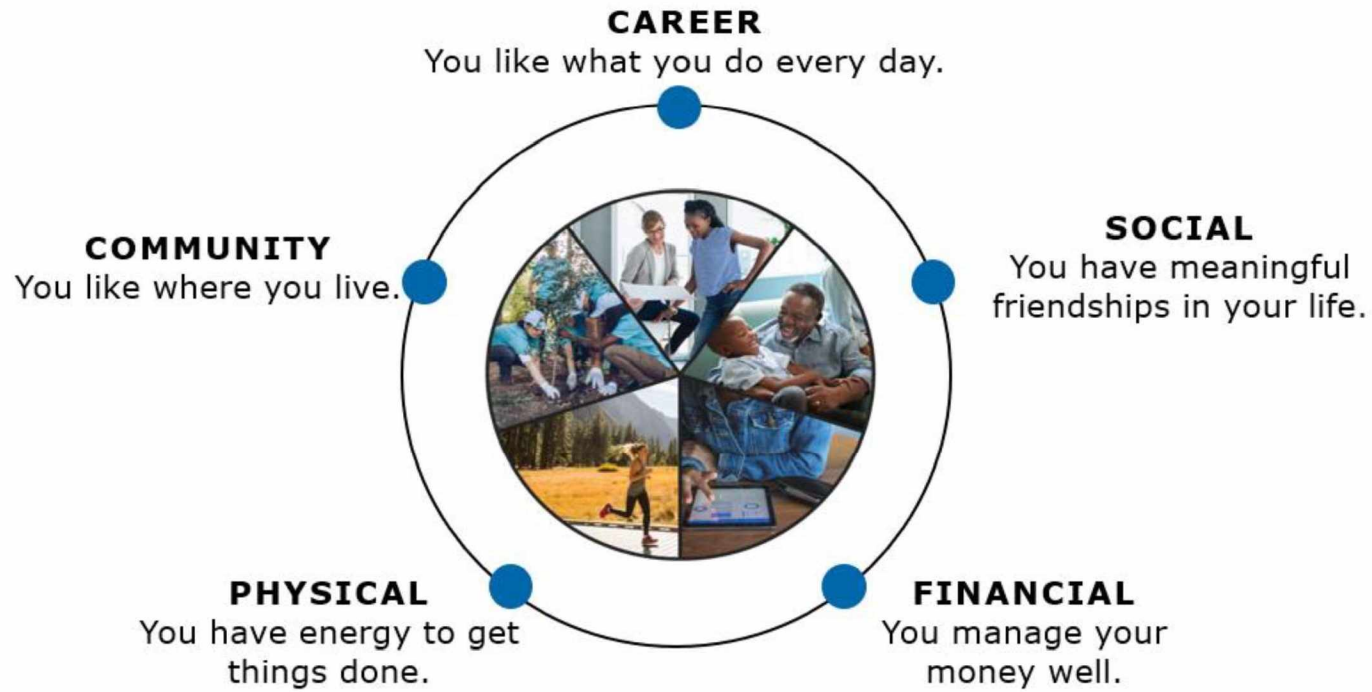 CAREER
You like what you do every day.
COMMUNITY
You like where you live.
SOCIAL
You have meaningful
friendships in your life.
PHYSICAL
You have energy to get
things done.
FINANCIAL
You manage your
money well.